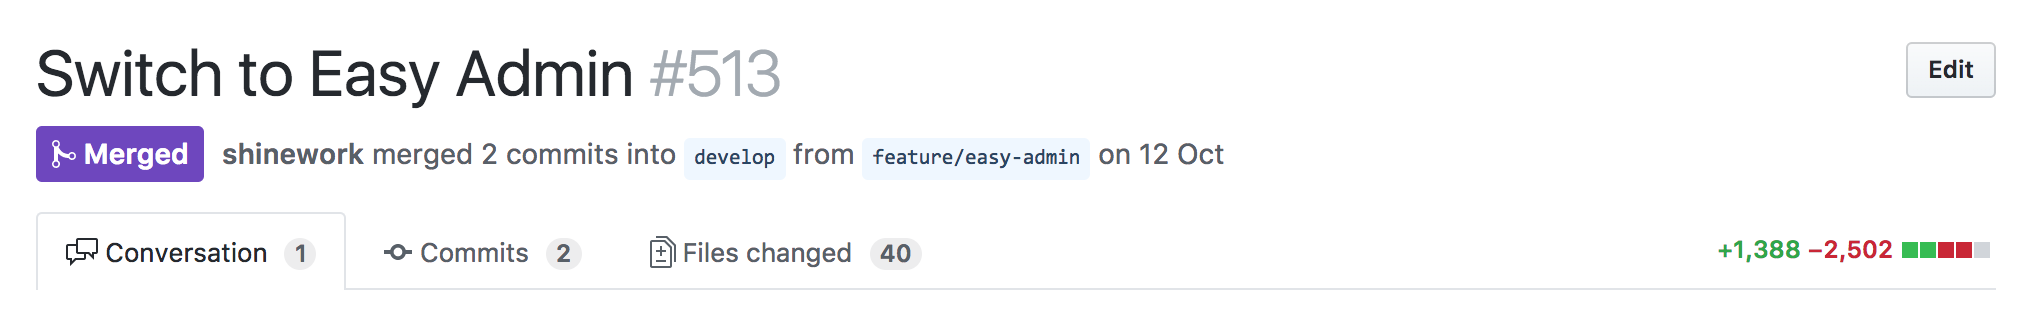 Switch to Easy Admin #513
Edit
Merged shinework merged 2 commits into develop from feature/easy-admin on 12 Oct
Conversation 1 Commits 2 Files changed 40 +1,388 −2,502